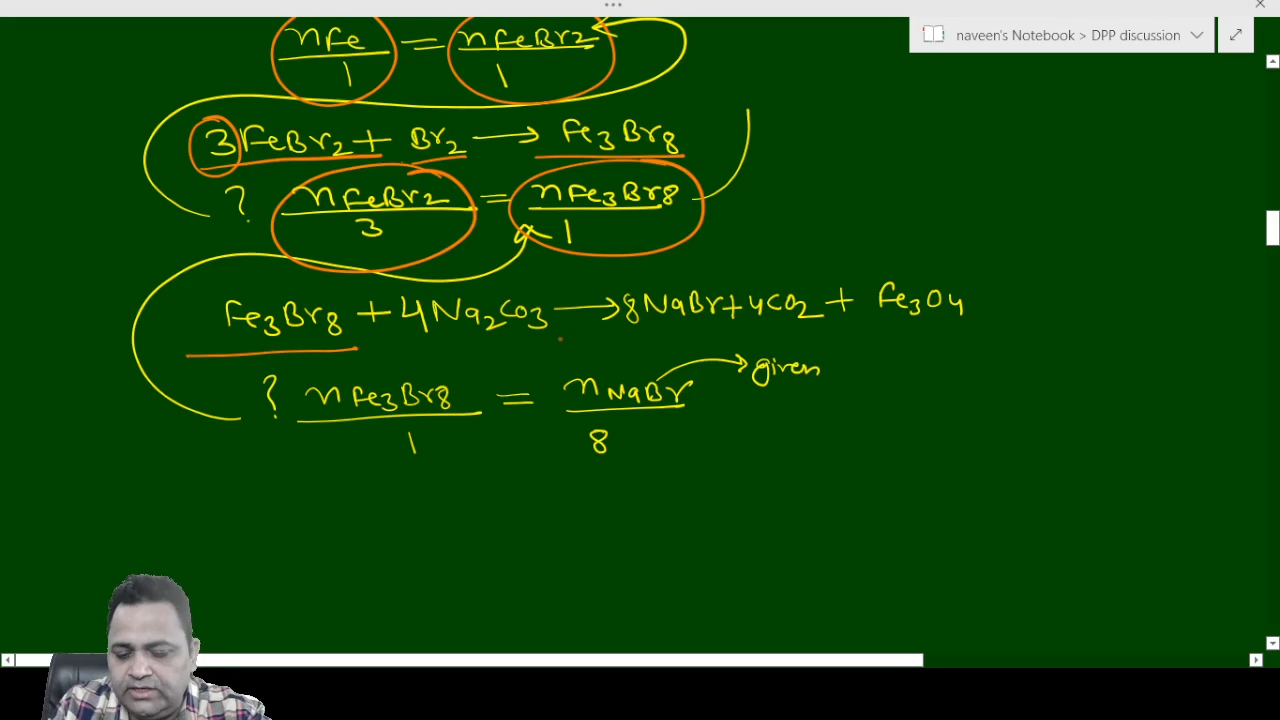 naveen's Notebook > DPP discussion
nFe/1 = nFeBr2/1
3FeBr2 + Br2 → Fe3Br8
? nFeBr2/3 = nFe3Br8/1
Fe3Br8 + 4Na2CO3 → 8NaBr + 4CO2 + Fe3O4
? nFe3Br8/1 = nNaBr/8 → given